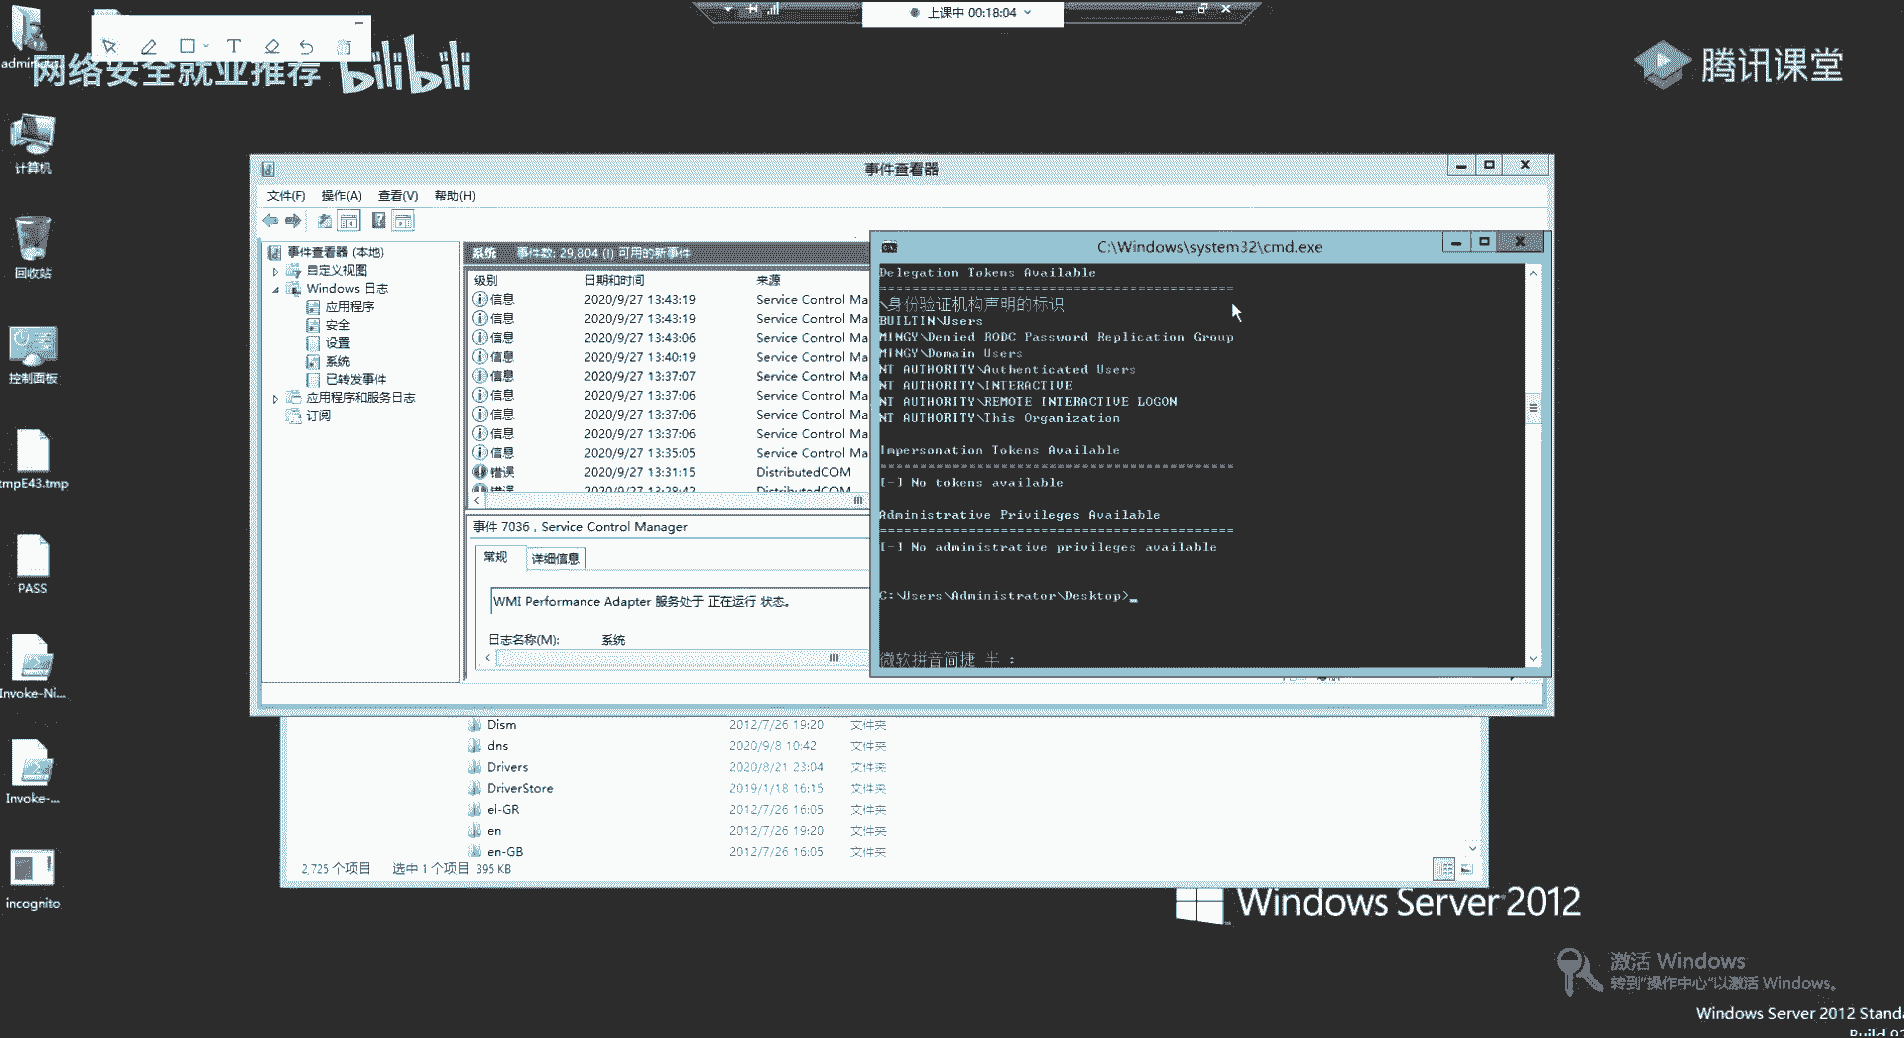 上课中 00:18:04
网络安全就业推荐 bilibili
腾讯课堂
T
计算机
回收站
控制面板
tmpE43.tmp
PASS
Invoke-Ni...
Invoke-...
incognito
事件查看器
文件(F) 操作(A) 查看(V) 帮助(H)
事件查看器 (本地)
自定义视图
Windows 日志
应用程序
安全
设置
系统
已转发事件
应用程序和服务日志
订阅
系统 事件数: 29,804 (!) 可用的新事件
级别 日期和时间 来源
信息 2020/9/27 13:43:19 Service Control Ma
信息 2020/9/27 13:43:19 Service Control Ma
信息 2020/9/27 13:43:06 Service Control Ma
信息 2020/9/27 13:40:19 Service Control Ma
信息 2020/9/27 13:37:07 Service Control Ma
信息 2020/9/27 13:37:06 Service Control Ma
信息 2020/9/27 13:37:06 Service Control Ma
信息 2020/9/27 13:37:06 Service Control Ma
信息 2020/9/27 13:35:05 Service Control Ma
错误 2020/9/27 13:31:15 DistributedCOM
错误 2020/9/27 13:28:42 DistributedCOM
事件 7036 , Service Control Manager
常规 详细信息
WMI Performance Adapter 服务处于 正在运行 状态。
日志名称(M): 系统
C:\Windows\system32\cmd.exe
Delegation Tokens Available
============================================
\身份验证机构声明的标识
BUILTIN\Users
MINGY\Denied RODC Password Replication Group
MINGY\Domain Users
NT AUTHORITY\Authenticated Users
NT AUTHORITY\INTERACTIVE
NT AUTHORITY\REMOTE INTERACTIVE LOGON
NT AUTHORITY\This Organization
Impersonation Tokens Available
============================================
[-] No tokens available
Administrative Privileges Available
============================================
[-] No administrative privileges available
C:\Users\Administrator\Desktop>_
微软拼音简捷 半 :
Dism 2012/7/26 19:20 文件夹
dns 2020/9/8 10:42 文件夹
Drivers 2020/8/21 23:04 文件夹
DriverStore 2019/1/18 16:15 文件夹
el-GR 2012/7/26 16:05 文件夹
en 2012/7/26 19:20 文件夹
en-GB 2012/7/26 16:05 文件夹
2,725 个项目 选中 1 个项目 395 KB
Windows Server 2012
激活 Windows
转到"操作中心"以激活 Windows。
Windows Server 2012 Standa